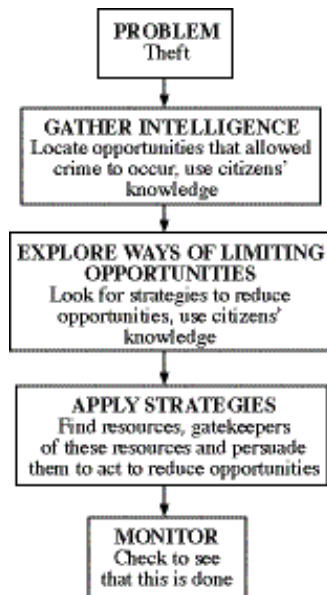 PROBLEM
Theft
GATHER INTELLIGENCE
Locate opportunities that allowed
crime to occur, use citizens'
knowledge
EXPLORE WAYS OF LIMITING
OPPORTUNITIES
Look for strategies to reduce
opportunities, use citizens'
knowledge
APPLY STRATEGIES
Find resources, gatekeepers
of these resources and persuade
them to act to reduce opportunities
MONITOR
Check to see
that this is done